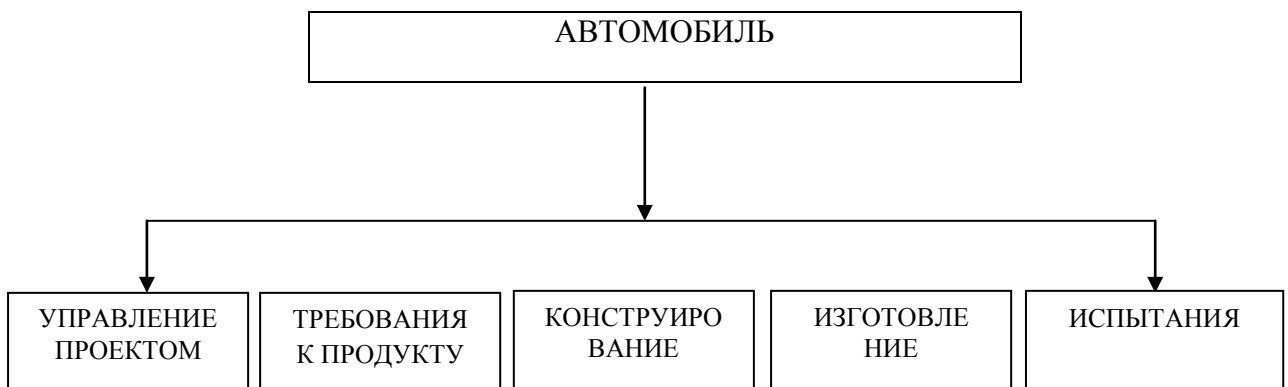 АВТОМОБИЛЬ
УПРАВЛЕНИЕ
ПРОЕКТОМ
ТРЕБОВАНИЯ
К ПРОДУКТУ
КОНСТРУИРО
ВАНИЕ
ИЗГОТОВЛЕ
НИЕ
ИСПЫТАНИЯ